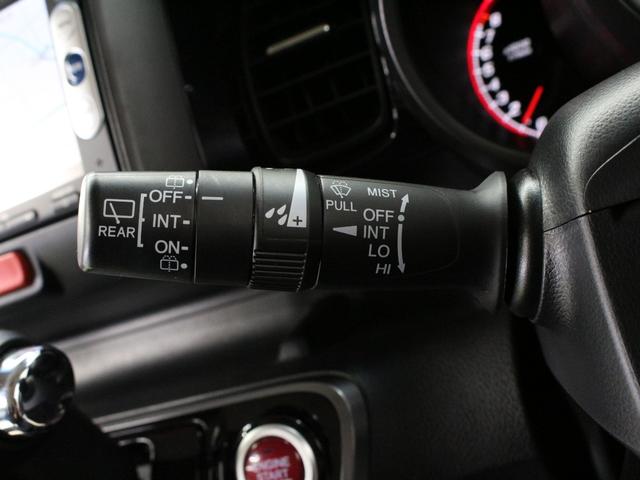 REAR
OFF
INT
ON
PULL
MIST
OFF
INT
LO
HI
ENGINE
START